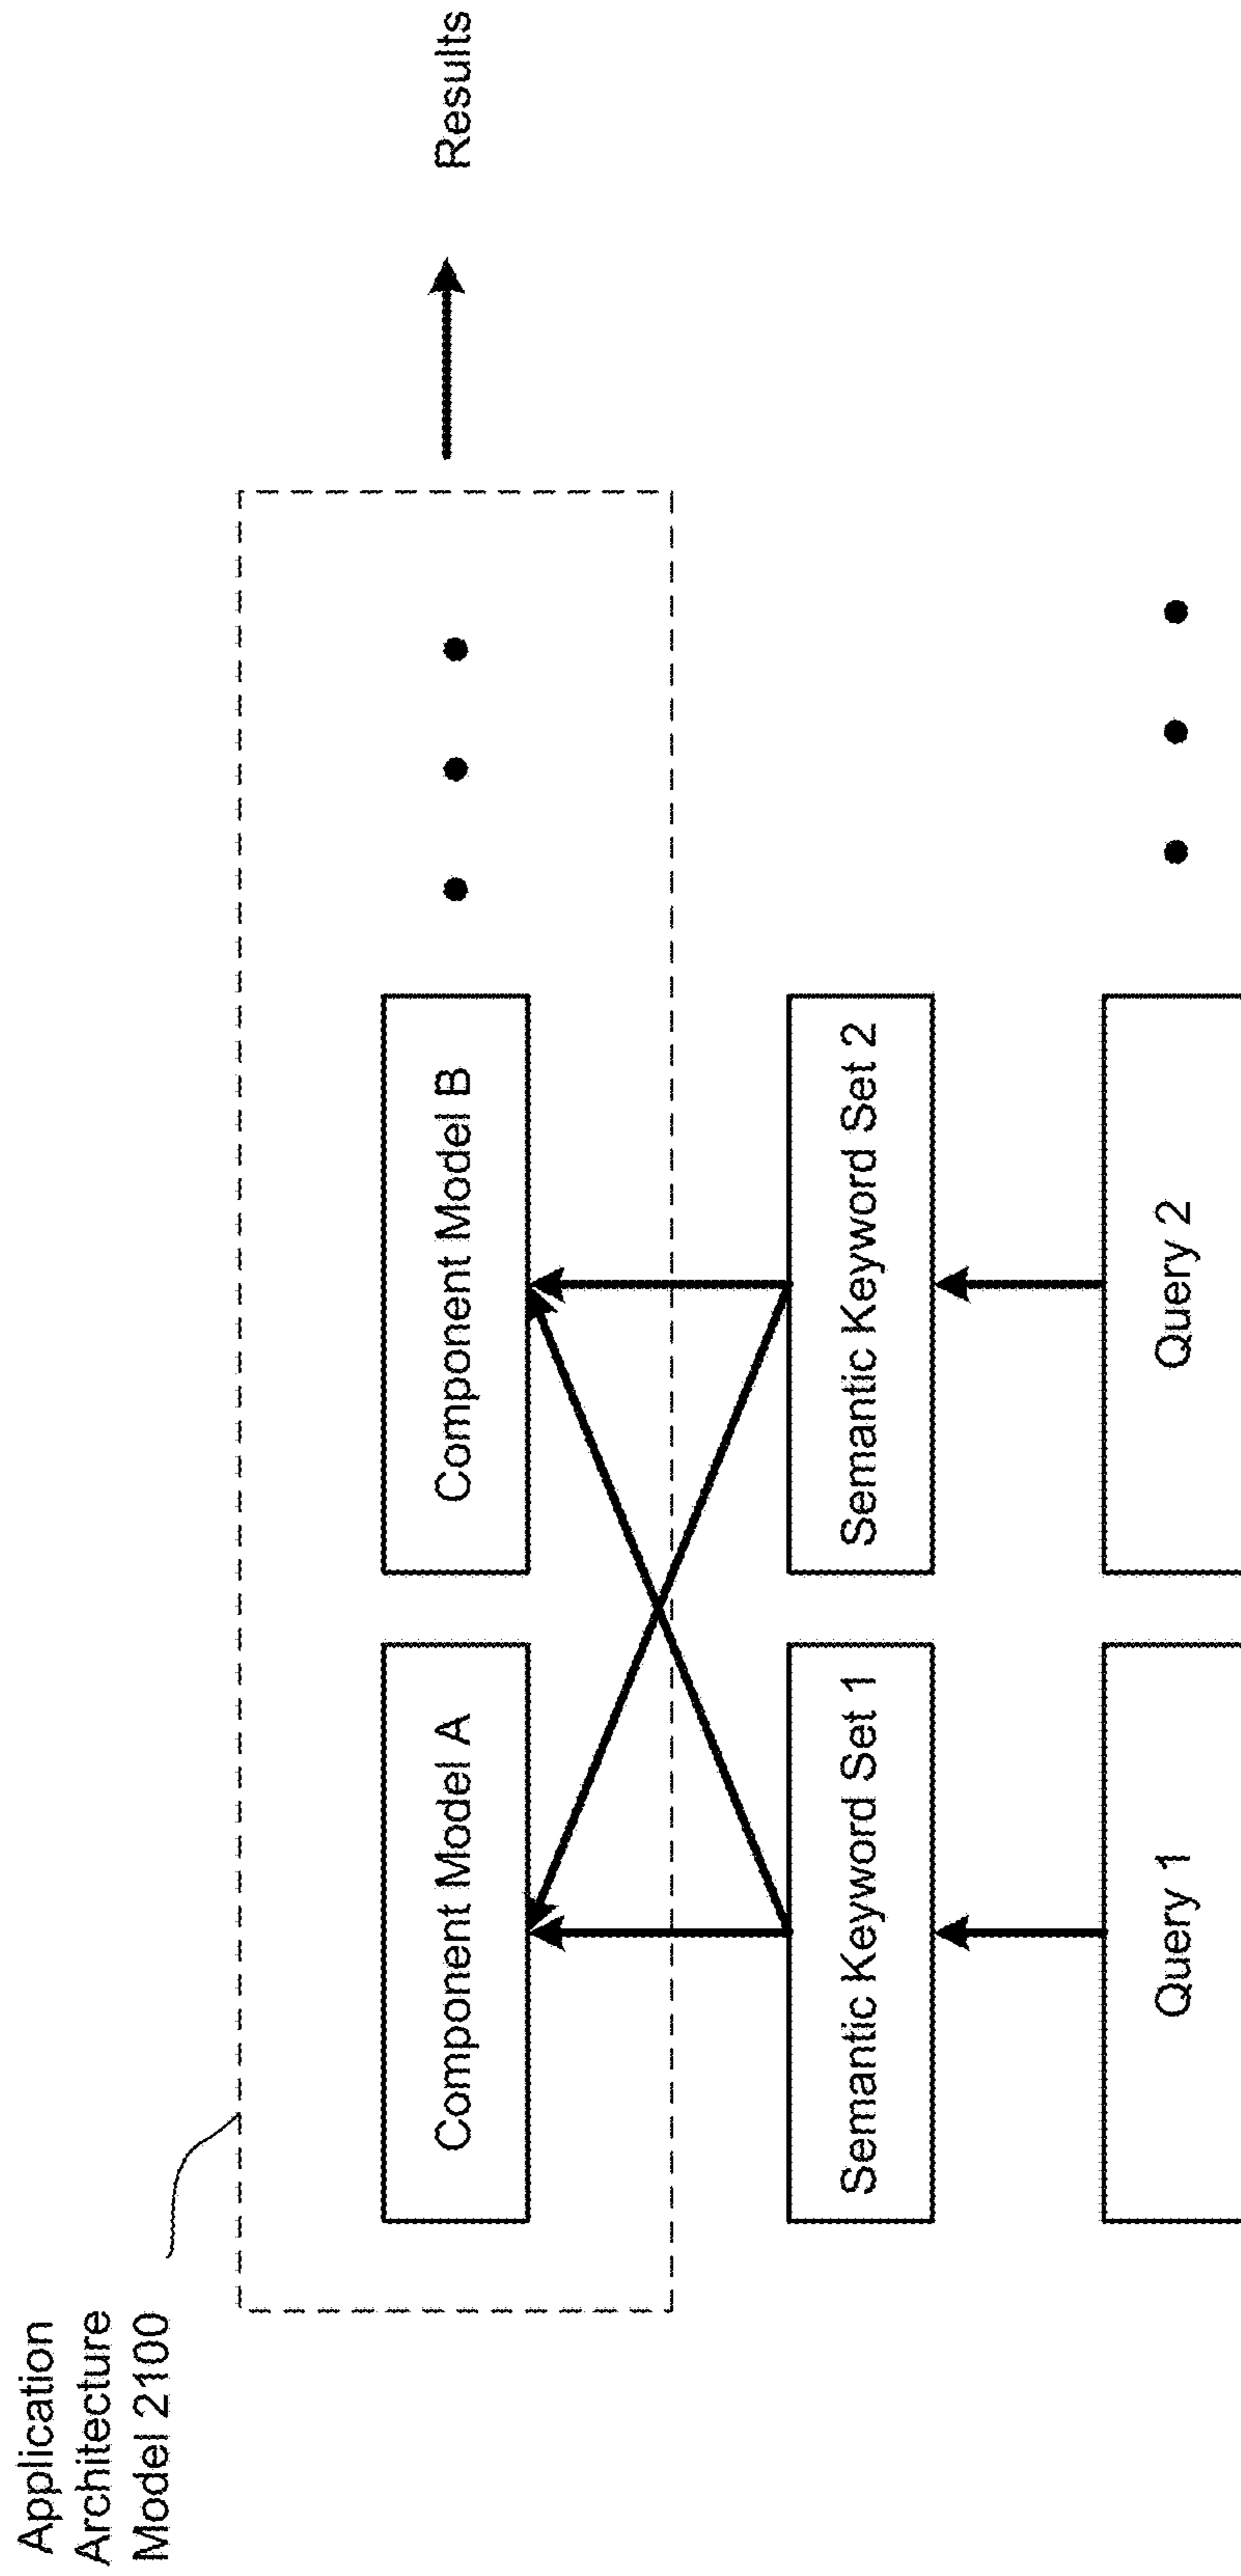 Application
Architecture
Model 2100
Component Model A
Component Model B
Results
Semantic Keyword Set 1
Semantic Keyword Set 2
Query 1
Query 2